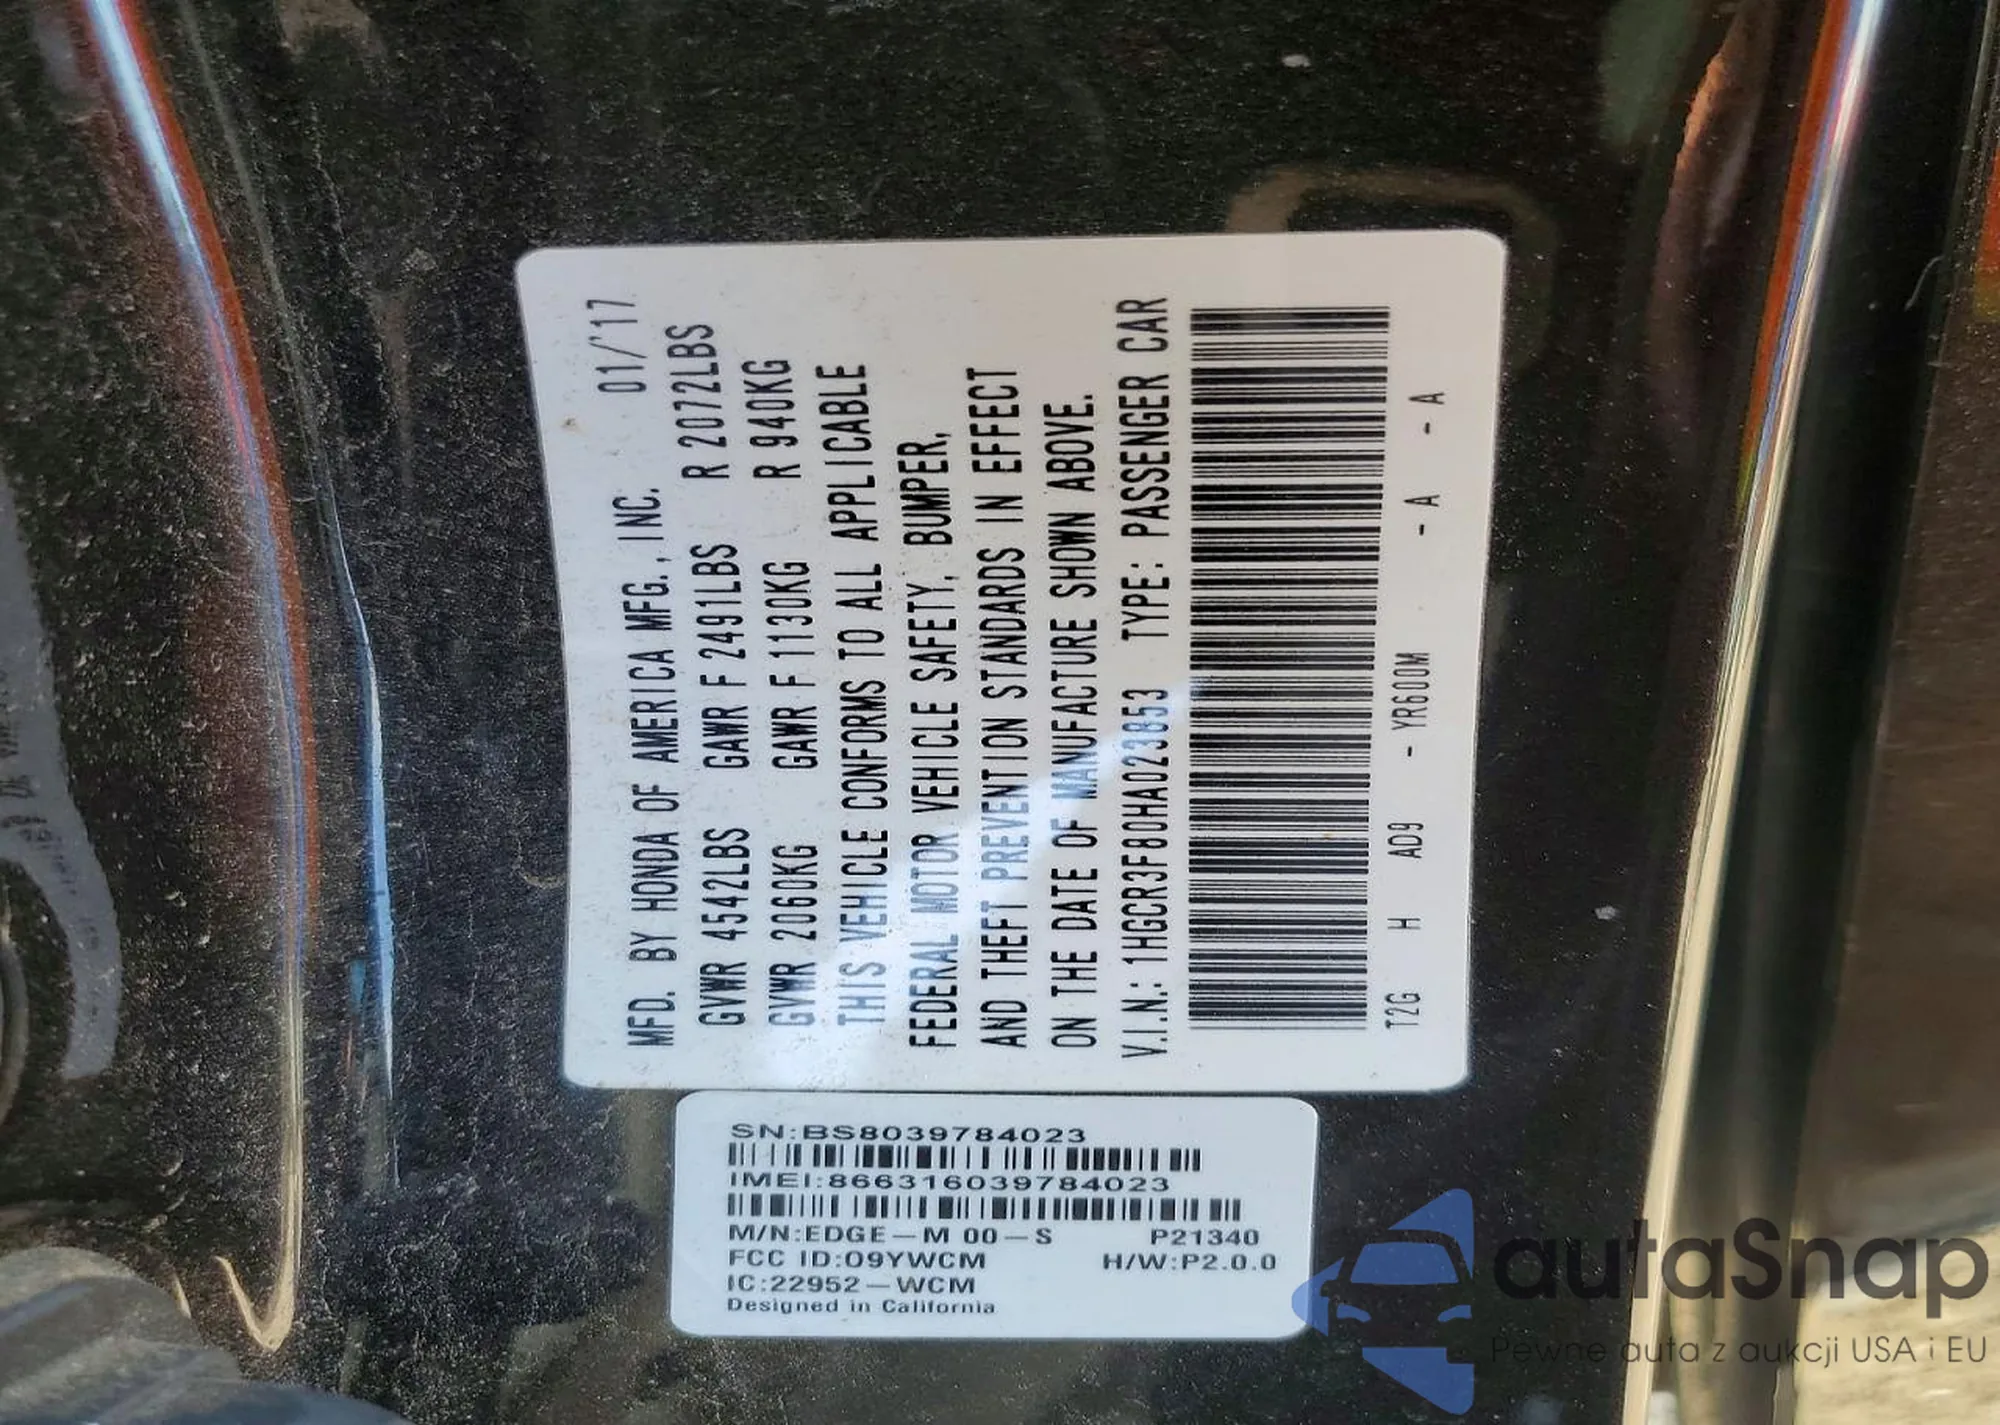 MFD. BY HONDA OF AMERICA MFG., INC. 01/'17
GVWR 4542LBS GAWR F 2491LBS R 2072LBS
GVWR 2060KG GAWR F 1130KG R 940KG
THIS VEHICLE CONFORMS TO ALL APPLICABLE
FEDERAL MOTOR VEHICLE SAFETY, BUMPER,
AND THEFT PREVENTION STANDARDS IN EFFECT
ON THE DATE OF MANUFACTURE SHOWN ABOVE.
V.I.N.: 1HGCR3F80HA023853 TYPE: PASSENGER CAR
T2G H AD9 - YR600M - A - A
SN:BS8039784023
IMEI:866316039784023
M/N:EDGE-M 00-S P21340
FCC ID:O9YWCM H/W:P2.0.0
IC:22952-WCM
Designed in California
autaSnap
Pewne auta z aukcji USA i EU